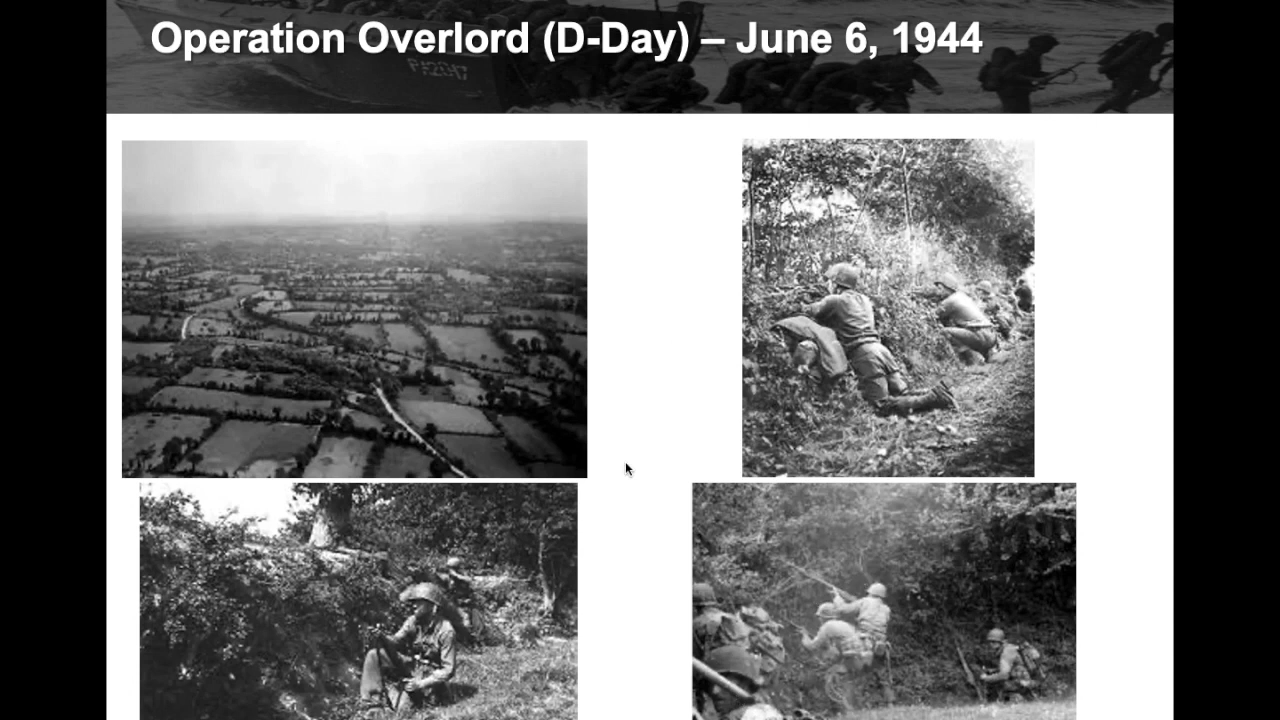 Operation Overlord (D-Day) – June 6, 1944